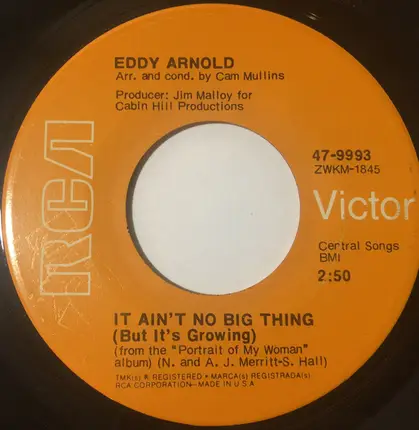 EDDY ARNOLD
Arr. and cond. by Cam Mullins
Producer: Jim Malloy for
Cabin Hill Productions
47-9993
ZWKM-1845
RCA
Victor
Central Songs
BMI
2:50
IT AIN'T NO BIG THING
(But It's Growing)
(from the "Portrait of My Woman"
album) (N. and A. J. Merritt-S. Hall)
TMK(s) ® REGISTERED • MARCA(s) REGISTRADA(s)
RCA CORPORATION—MADE IN U.S.A